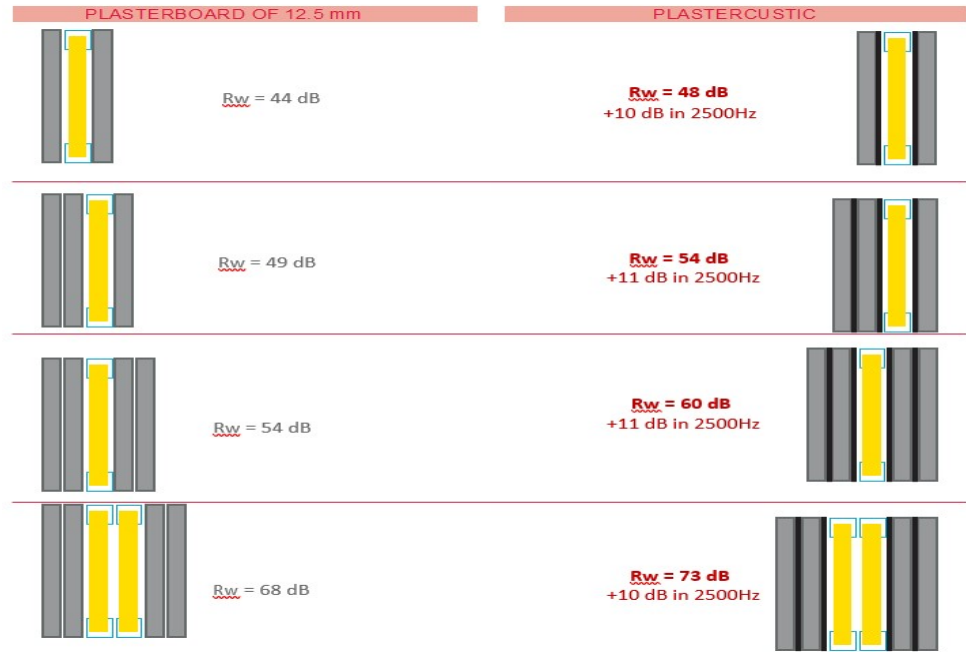 PLASTERBOARD OF 12.5 mm
PLASTERCUSTIC
Rw = 44 dB
Rw = 48 dB
+10 dB in 2500Hz
Rw = 49 dB
Rw = 54 dB
+11 dB in 2500Hz
Rw = 54 dB
Rw = 60 dB
+11 dB in 2500Hz
Rw = 68 dB
Rw = 73 dB
+10 dB in 2500Hz